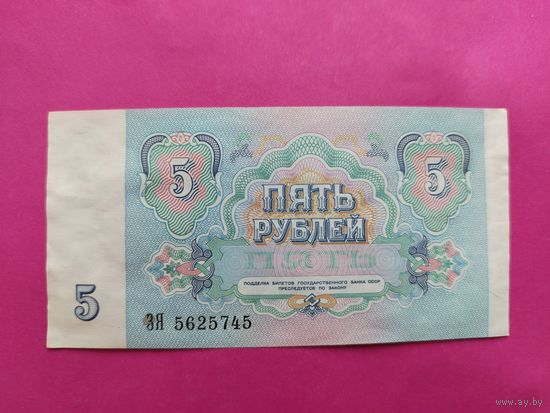 5 5
ПЯТЬ
РУБЛЕЙ
ПОДДЕЛКА БИЛЕТОВ ГОСУДАРСТВЕННОГО БАНКА СССР
ПРЕСЛЕДУЕТСЯ ПО ЗАКОНУ
5
ЗЯ 5625745
www.ay.by